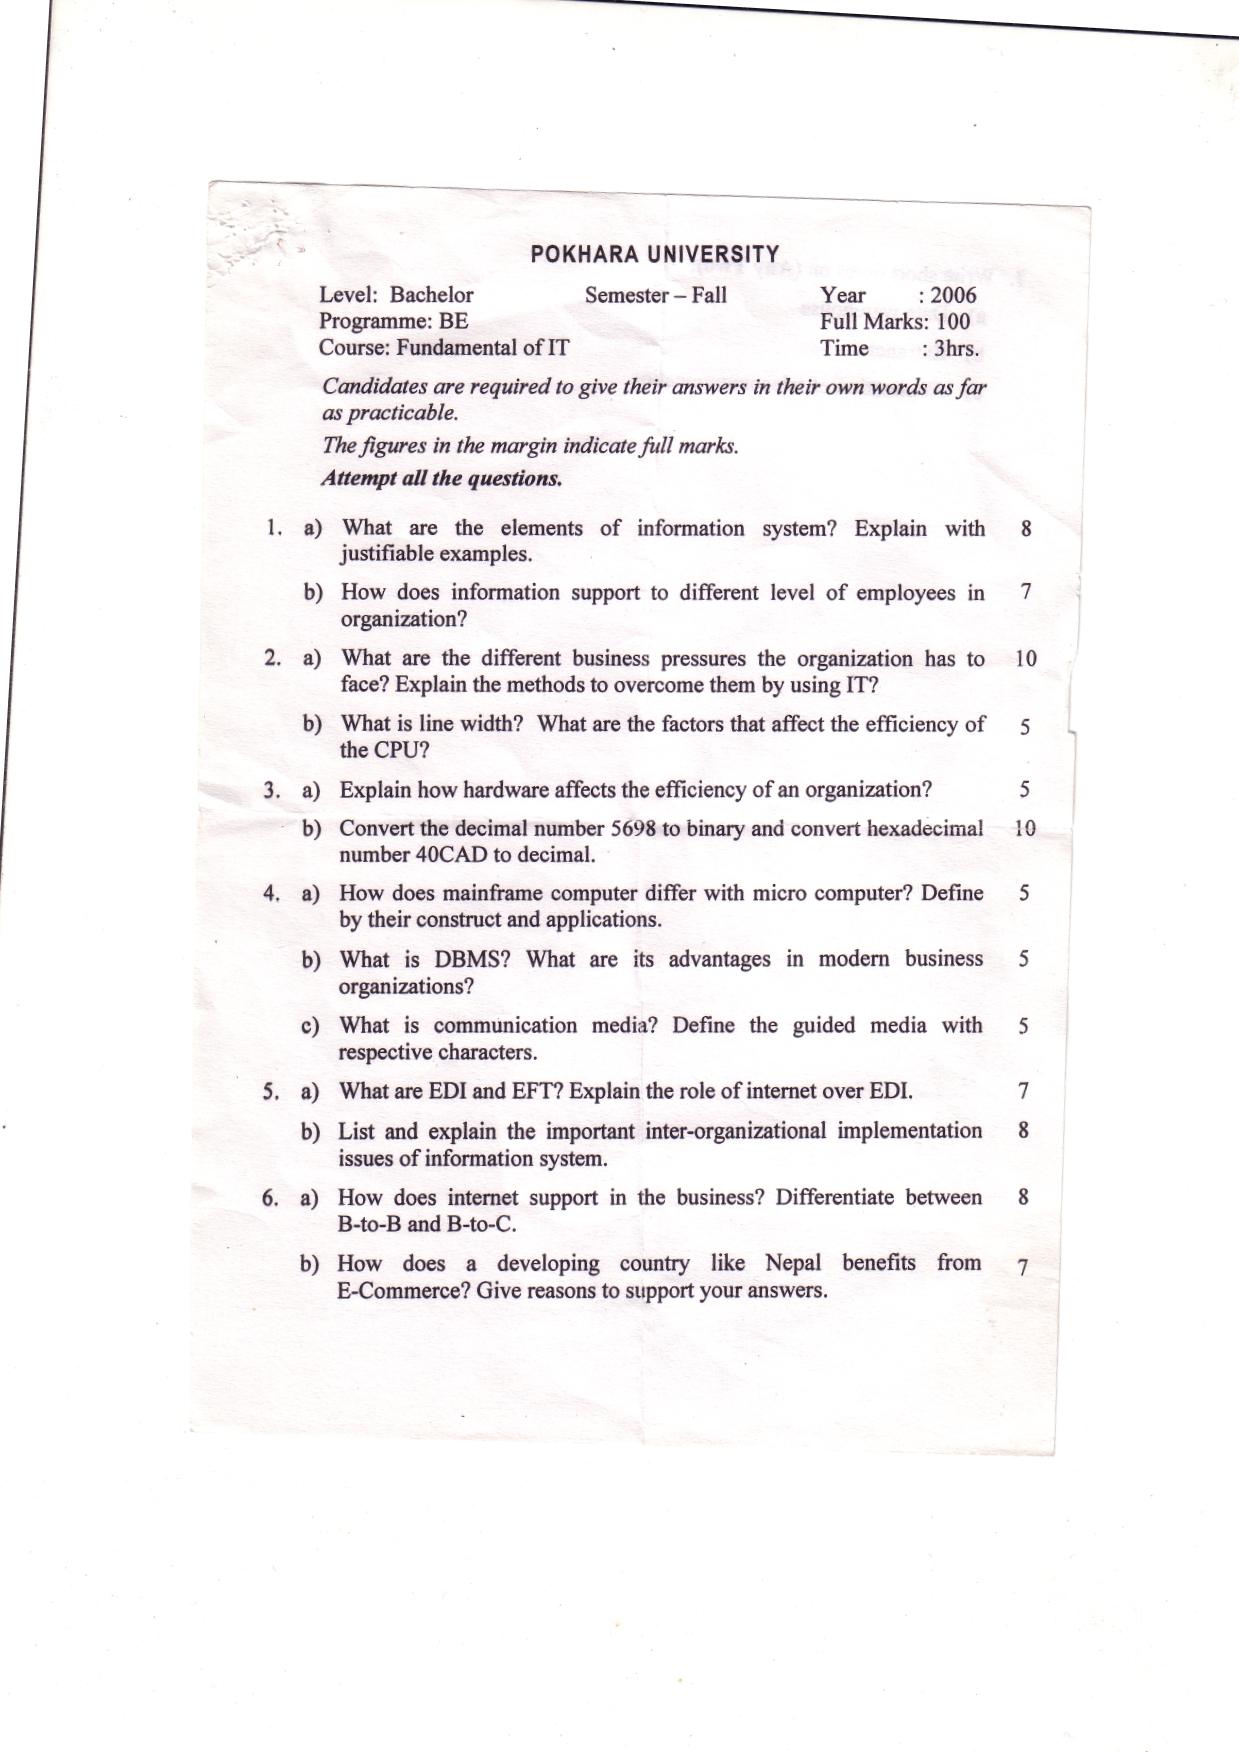 POKHARA UNIVERSITY
Level: Bachelor Semester – Fall Year : 2006
Programme: BE Full Marks: 100
Course: Fundamental of IT Time : 3hrs.
Candidates are required to give their answers in their own words as far
as practicable.
The figures in the margin indicate full marks.
Attempt all the questions.
1. a) What are the elements of information system? Explain with 8
justifiable examples.
b) How does information support to different level of employees in 7
organization?
2. a) What are the different business pressures the organization has to 10
face? Explain the methods to overcome them by using IT?
b) What is line width? What are the factors that affect the efficiency of 5
the CPU?
3. a) Explain how hardware affects the efficiency of an organization? 5
b) Convert the decimal number 5698 to binary and convert hexadecimal 10
number 40CAD to decimal.
4. a) How does mainframe computer differ with micro computer? Define 5
by their construct and applications.
b) What is DBMS? What are its advantages in modern business 5
organizations?
c) What is communication media? Define the guided media with 5
respective characters.
5. a) What are EDI and EFT? Explain the role of internet over EDI. 7
b) List and explain the important inter-organizational implementation 8
issues of information system.
6. a) How does internet support in the business? Differentiate between 8
B-to-B and B-to-C.
b) How does a developing country like Nepal benefits from 7
E-Commerce? Give reasons to support your answers.